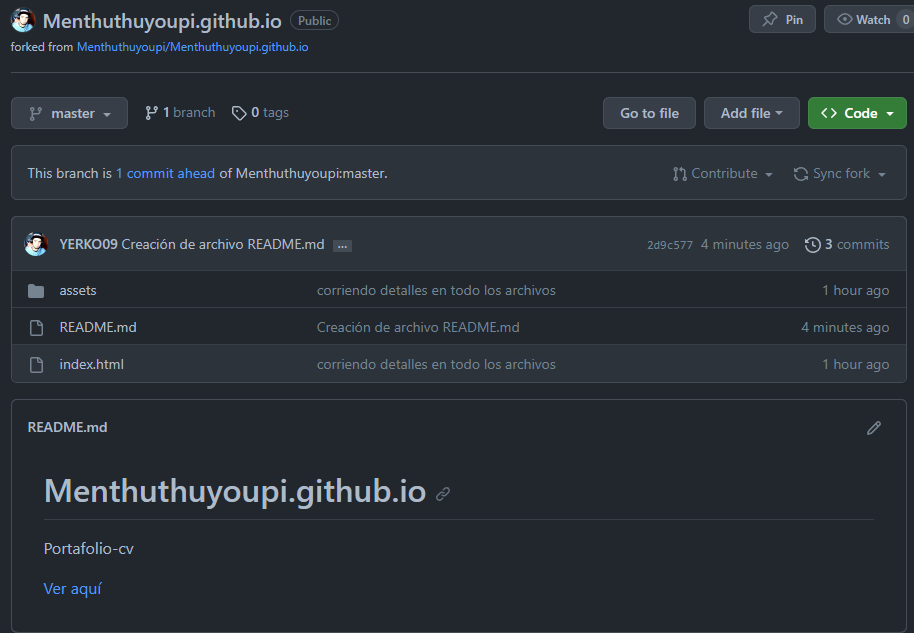 Menthuthuyoupi.github.io Public Pin Watch 0
forked from Menthuthuyoupi/Menthuthuyoupi.github.io
master 1 branch 0 tags Go to file Add file Code
This branch is 1 commit ahead of Menthuthuyoupi:master. Contribute Sync fork
YERKO09 Creación de archivo README.md ... 2d9c577 4 minutes ago 3 commits
assets corriendo detalles en todo los archivos 1 hour ago
README.md Creación de archivo README.md 4 minutes ago
index.html corriendo detalles en todo los archivos 1 hour ago
README.md
Menthuthuyoupi.github.io
Portafolio-cv
Ver aquí